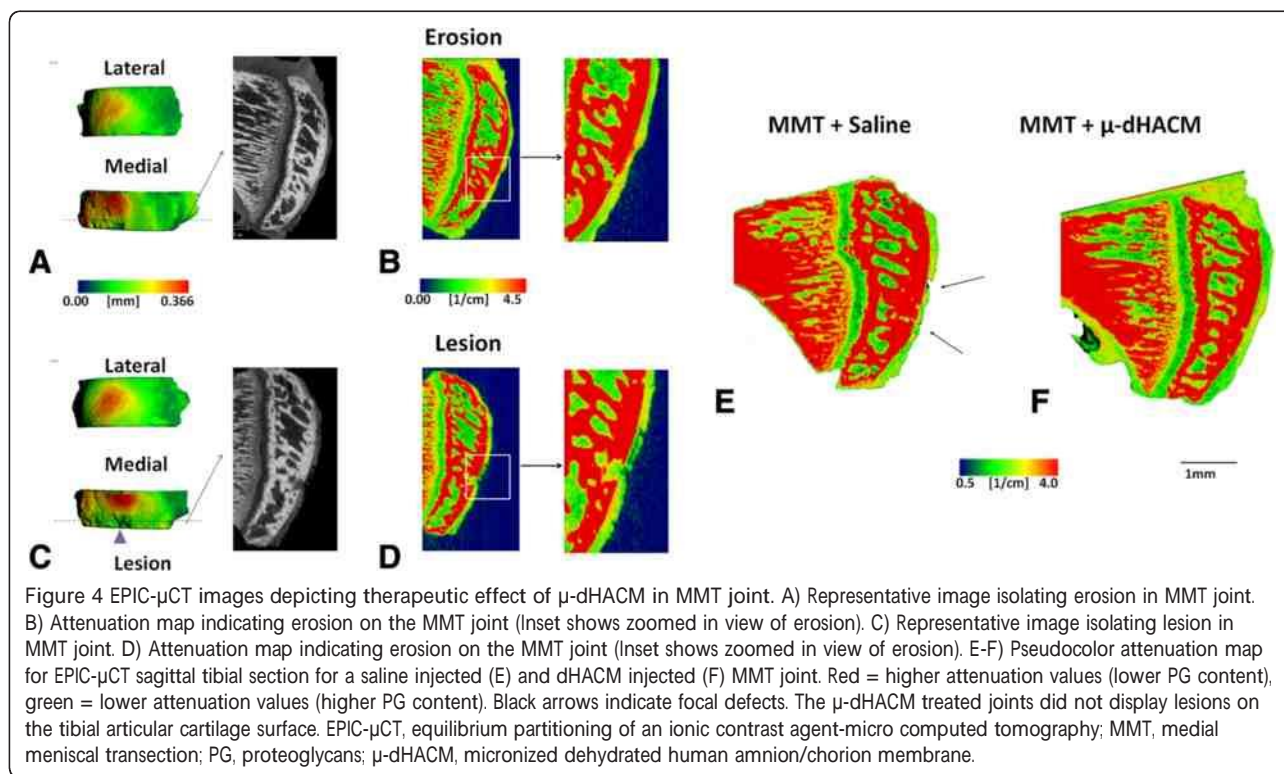 Erosion
Lateral
Medial
A
0.00 [mm] 0.366
B
0.00 [1/cm] 4.5
MMT + Saline
MMT + µ-dHACM
E
F
0.5 [1/cm] 4.0
1mm
Lateral
Medial
Lesion
C
Lesion
D
Figure 4 EPIC-µCT images depicting therapeutic effect of µ-dHACM in MMT joint. A) Representative image isolating erosion in MMT joint.
B) Attenuation map indicating erosion on the MMT joint (Inset shows zoomed in view of erosion). C) Representative image isolating lesion in
MMT joint. D) Attenuation map indicating erosion on the MMT joint (Inset shows zoomed in view of erosion). E-F) Pseudocolor attenuation map
for EPIC-µCT sagittal tibial section for a saline injected (E) and dHACM injected (F) MMT joint. Red = higher attenuation values (lower PG content),
green = lower attenuation values (higher PG content). Black arrows indicate focal defects. The µ-dHACM treated joints did not display lesions on
the tibial articular cartilage surface. EPIC-µCT, equilibrium partitioning of an ionic contrast agent-micro computed tomography; MMT, medial
meniscal transection; PG, proteoglycans; µ-dHACM, micronized dehydrated human amnion/chorion membrane.